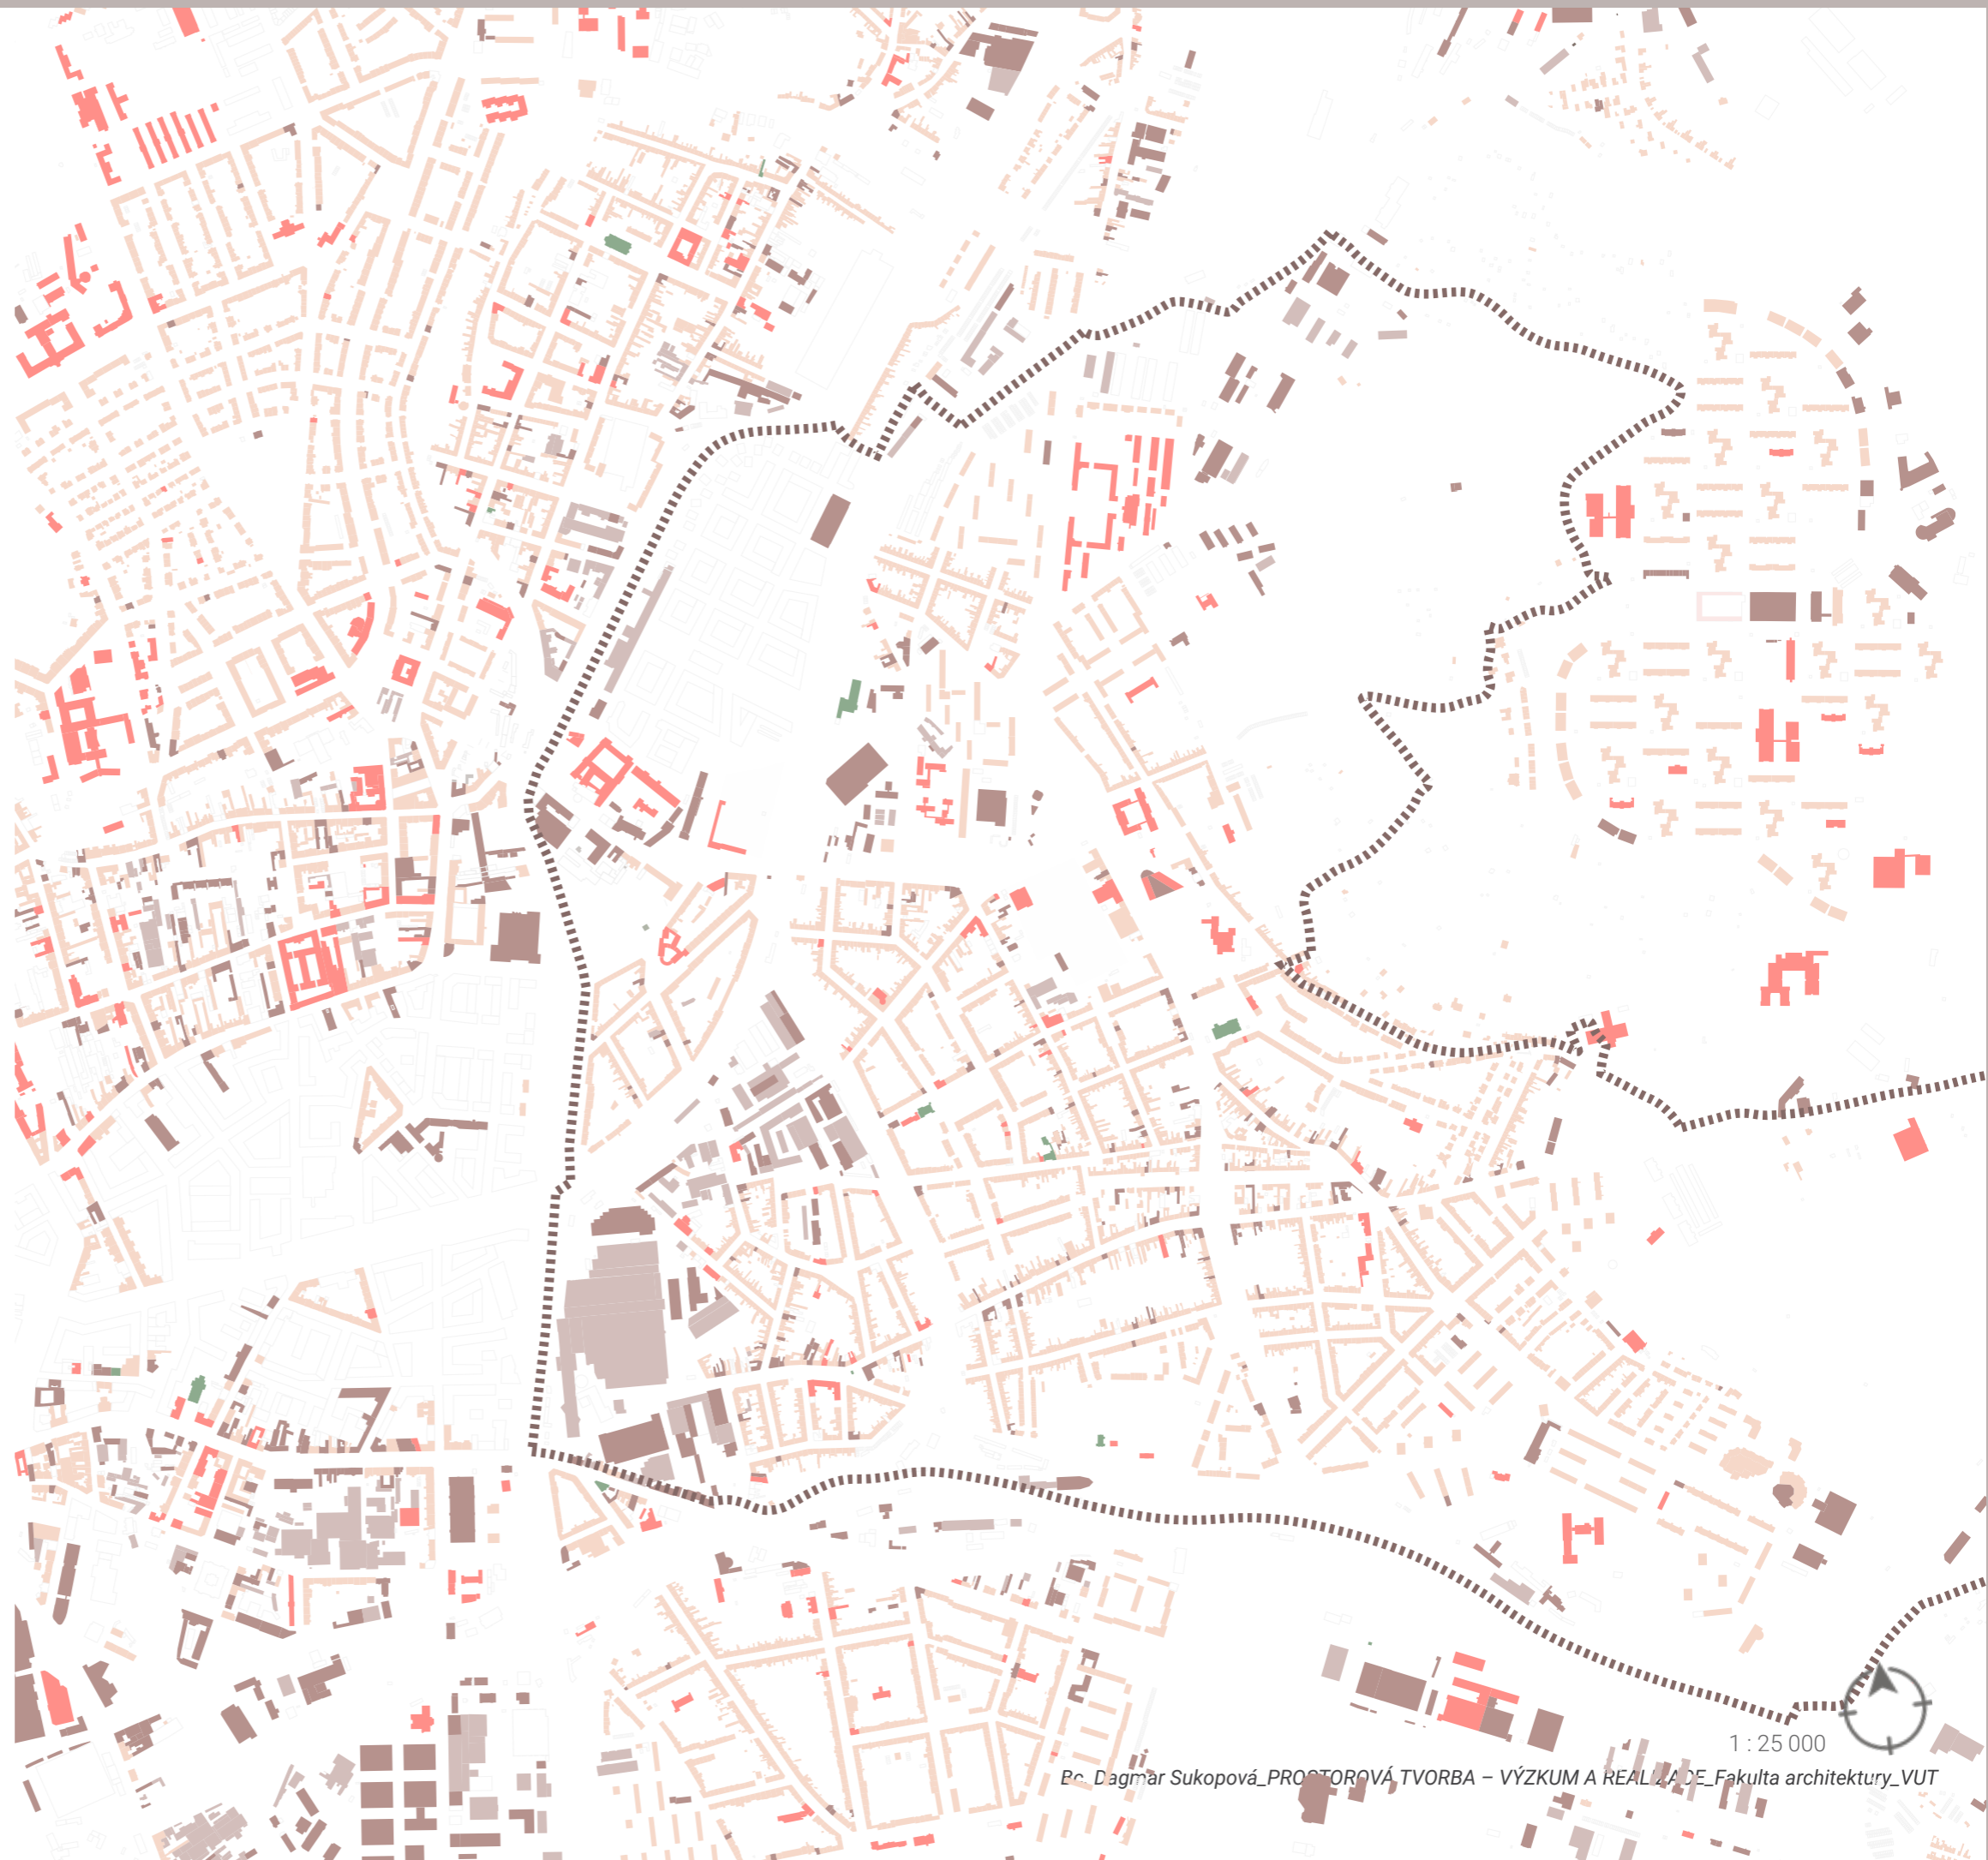 1 : 25 000
Bc. Dagmar Sukopová_PROSTOROVÁ TVORBA – VÝZKUM A REALIZACE_Fakulta architektury_VUT